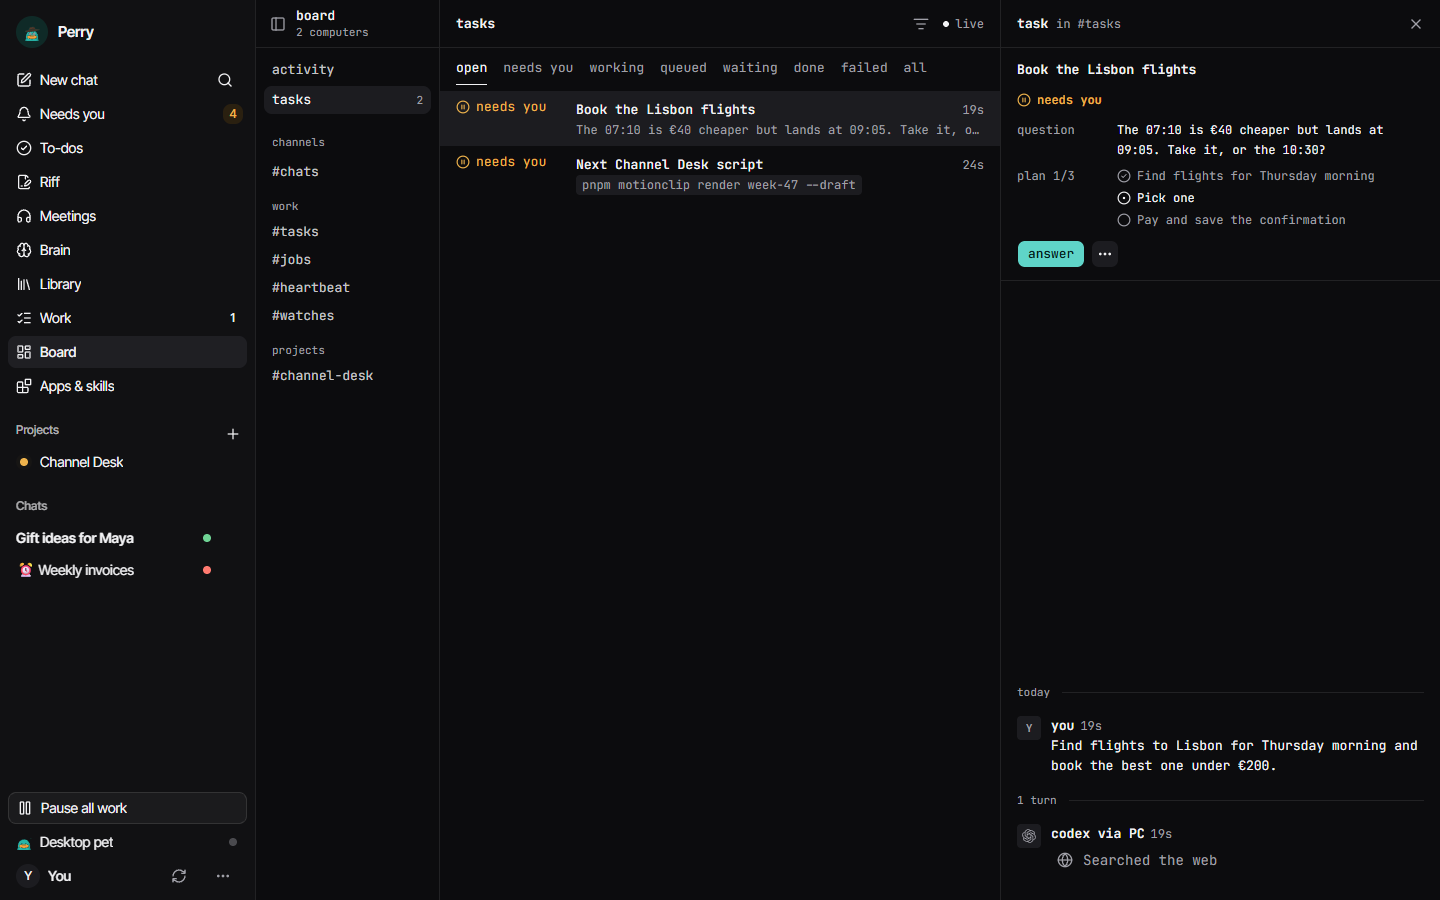 Perry
New chat
Needs you
4
To-dos
Riff
Meetings
Brain
Library
Work
1
Board
Apps & skills
Projects
Channel Desk
Chats
Gift ideas for Maya
Weekly invoices
Pause all work
Desktop pet
Y
You
board
2 computers
activity
tasks
2
channels
#chats
work
#tasks
#jobs
#heartbeat
#watches
projects
#channel-desk
tasks
live
open needs you working queued waiting done failed all
needs you
Book the Lisbon flights
19s
The 07:10 is €40 cheaper but lands at 09:05. Take it, o…
needs you
Next Channel Desk script
24s
pnpm motionclip render week-47 --draft
task in #tasks
Book the Lisbon flights
needs you
question
The 07:10 is €40 cheaper but lands at
09:05. Take it, or the 10:30?
plan 1/3
Find flights for Thursday morning
Pick one
Pay and save the confirmation
answer
today
Y
you 19s
Find flights to Lisbon for Thursday morning and
book the best one under €200.
1 turn
codex via PC 19s
Searched the web